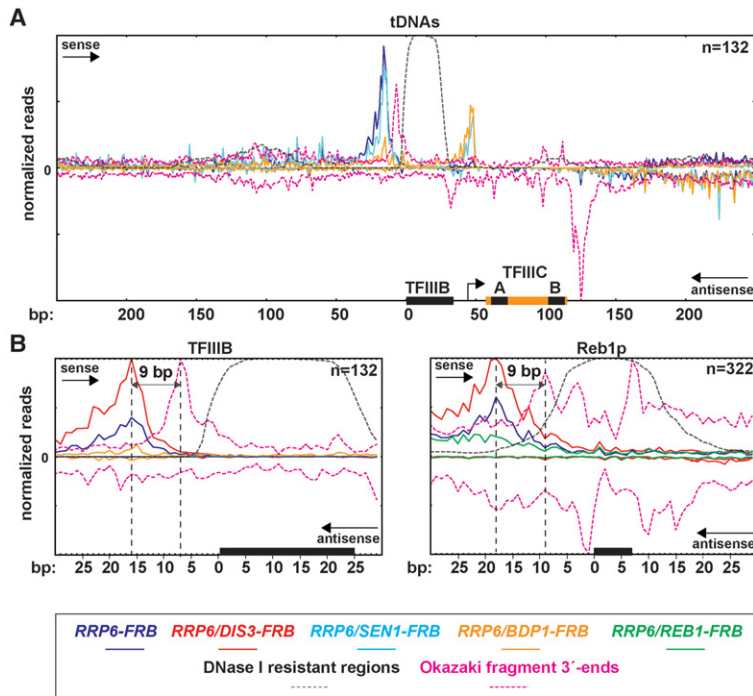 A
tDNAs
sense
n=132
normalized reads
0
TFIIIB
TFIIIC
A
B
antisense
bp: 200 150 100 50 0 50 100 150 200
B
TFIIIB
Reb1p
sense
9 bp
n=132
sense
9 bp
n=322
normalized reads
0
antisense
antisense
bp: 25 20 15 10 5 0 5 10 15 20 25
bp: 25 20 15 10 5 0 5 10 15 20 25
RRP6-FRB RRP6/DIS3-FRB RRP6/SEN1-FRB RRP6/BDP1-FRB RRP6/REB1-FRB
DNase I resistant regions Okazaki fragment 3´-ends